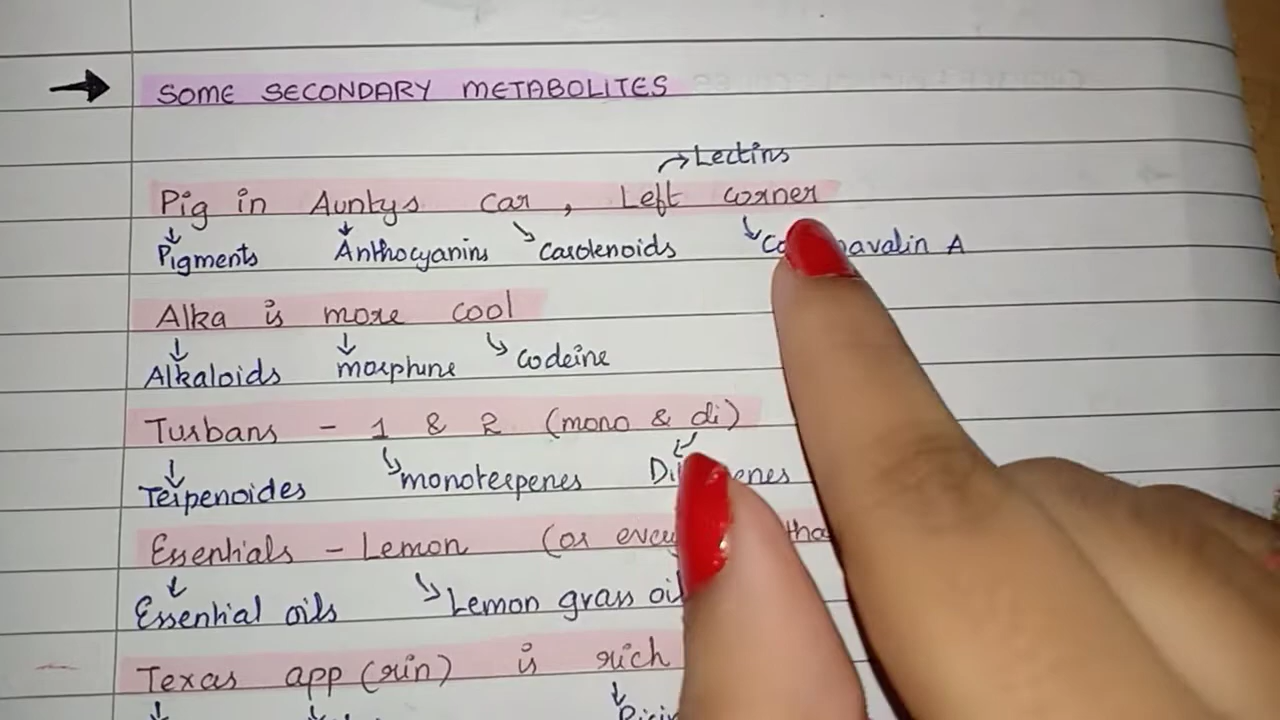 → SOME SECONDARY METABOLITES
→ Lectins
Pig in Auntys car, Left corner
↓ Pigments ↓ Anthocyanins ↘ Carotenoids ↘ avalin A
Alka is more cool
↓ Alkaloids ↓ morphine ↘ Codeine
Turbans - 1 & 2 (mono & di)
↓ Terpenoides ↘ monoterpenes
Essentials - Lemon (or
↓ Essential oils ↘ Lemon grass oil
Texas app (rin) is rich